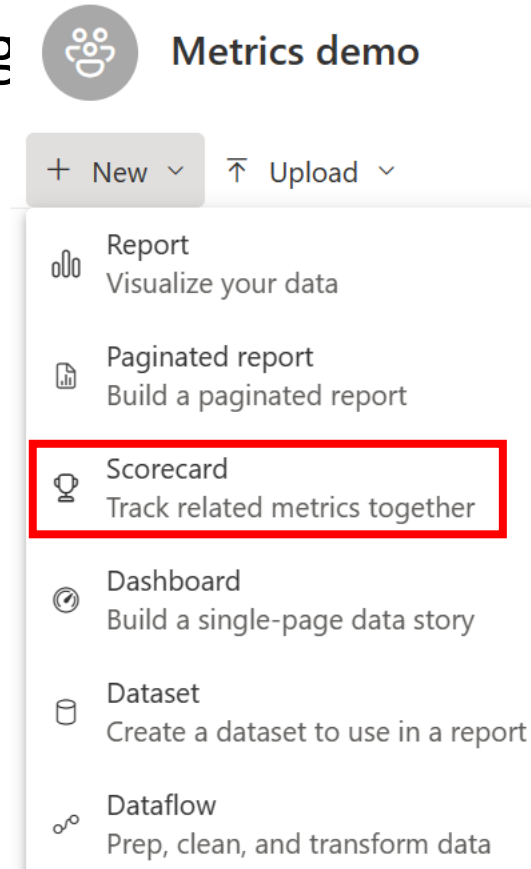 g
Metrics demo
+ New Upload
Report
Visualize your data
Paginated report
Build a paginated report
Scorecard
Track related metrics together
Dashboard
Build a single-page data story
Dataset
Create a dataset to use in a report
Dataflow
Prep, clean, and transform data